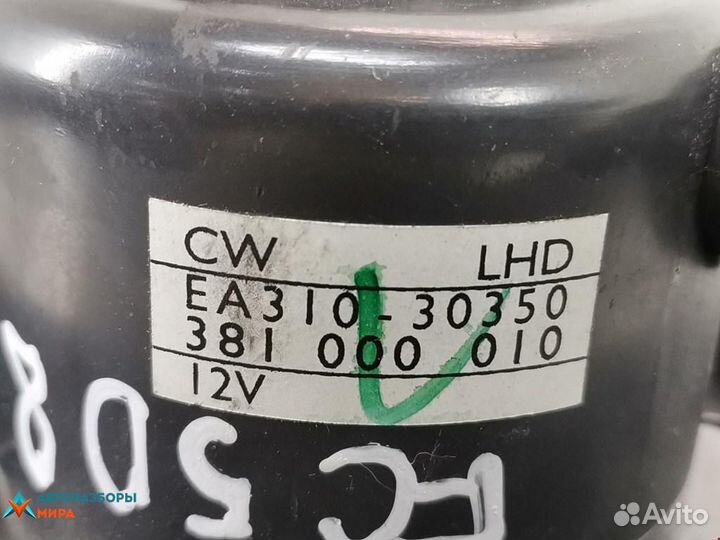 CW LHD
EA310-30350
381 000 010
12V
АВТОРАЗБОРЫ
МИРА
Avito